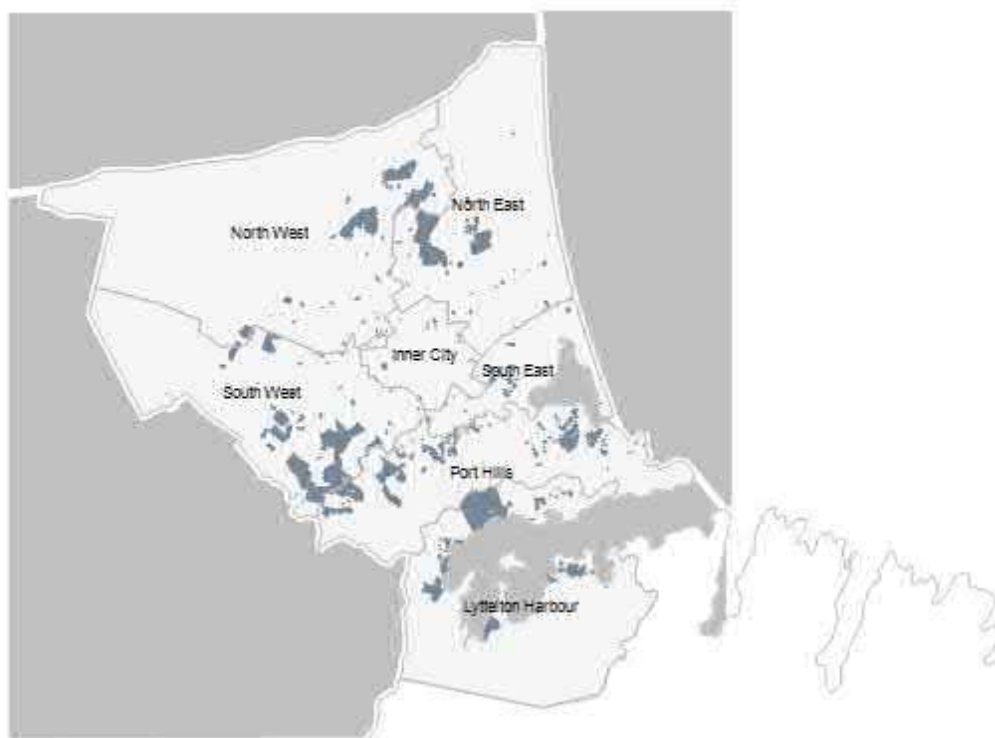 North East
North West
Inner City
South East
South West
Port Hills
Lyttelton Harbour